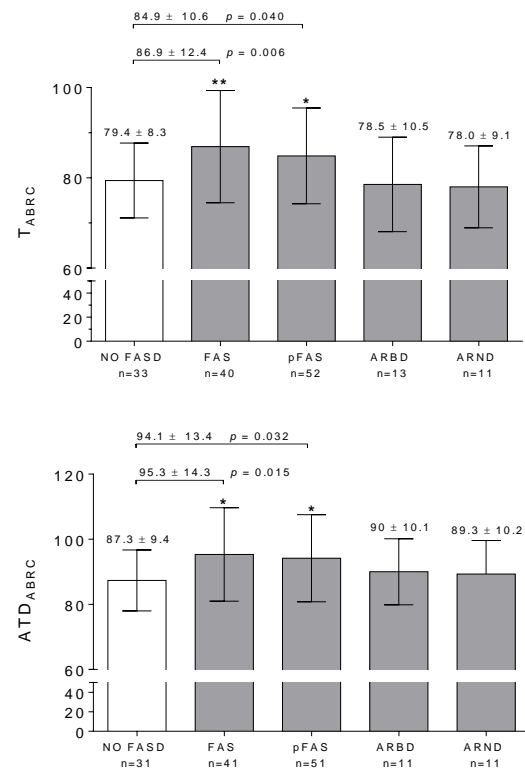 84.9 ± 10.6 p = 0.040
86.9 ± 12.4 p = 0.006
100
**
*
79.4 ± 8.3
78.5 ± 10.5
78.0 ± 9.1
80
TABRC
60
40
20
0
NO FASD FAS pFAS ARBD ARND
n=33 n=40 n=52 n=13 n=11
94.1 ± 13.4 p = 0.032
95.3 ± 14.3 p = 0.015
120
* *
87.3 ± 9.4
90 ± 10.1
89.3 ± 10.2
100
80
ATDABRC
60
40
20
0
NO FASD FAS pFAS ARBD ARND
n=31 n=41 n=51 n=11 n=11